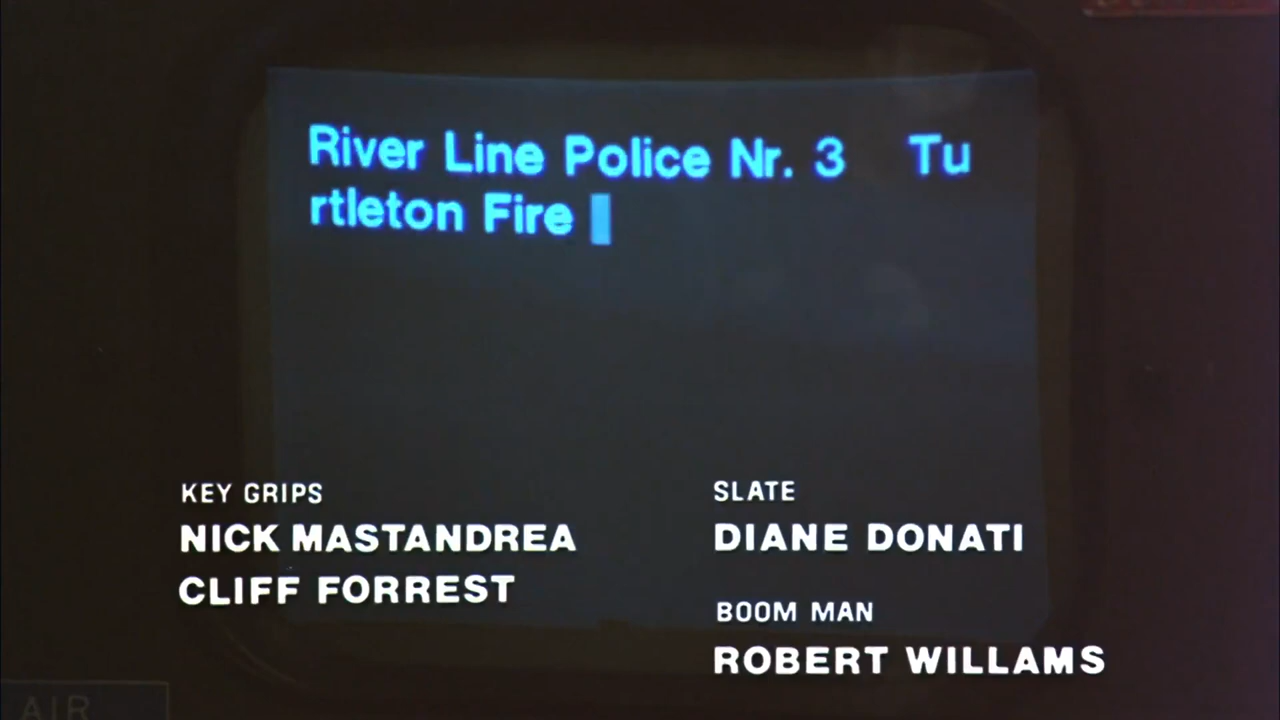 River Line Police Nr. 3 Tu
rtleton Fire
KEY GRIPS
NICK MASTANDREA
CLIFF FORREST
SLATE
DIANE DONATI
BOOM MAN
ROBERT WILLAMS
AIR